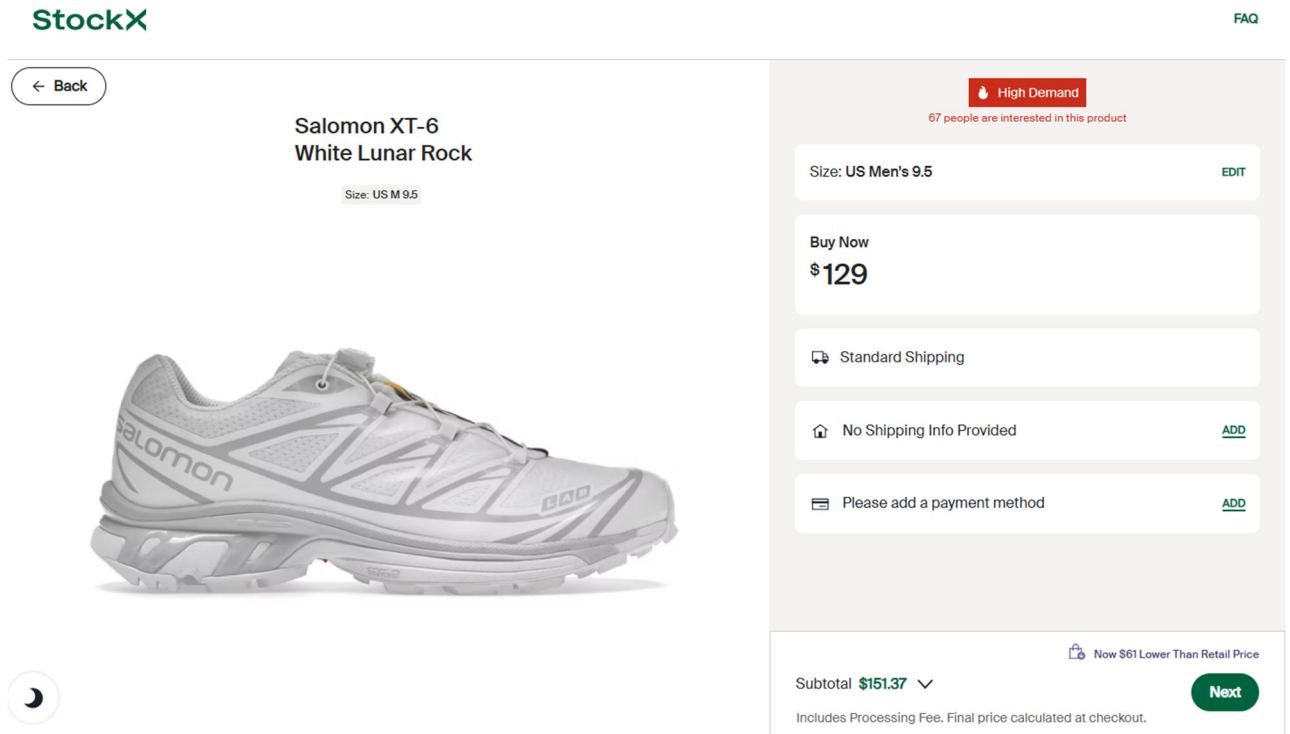 StockX
FAQ
← Back
Salomon XT-6
White Lunar Rock
Size: US M 9.5
SALOMON
LAB
High Demand
67 people are interested in this product
Size: US Men's 9.5
EDIT
Buy Now
$129
Standard Shipping
No Shipping Info Provided
ADD
Please add a payment method
ADD
Now $61 Lower Than Retail Price
Subtotal $151.37
Next
Includes Processing Fee. Final price calculated at checkout.